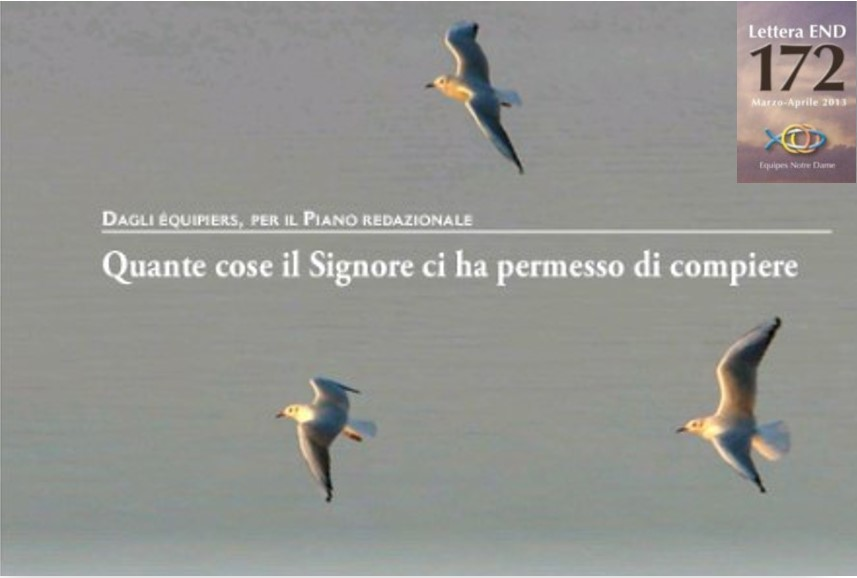 Lettera END
172
Marzo-Aprile 2013
Equipes Notre Dame
DAGLI ÉQUIPIERS, PER IL PIANO REDAZIONALE
Quante cose il Signore ci ha permesso di compiere